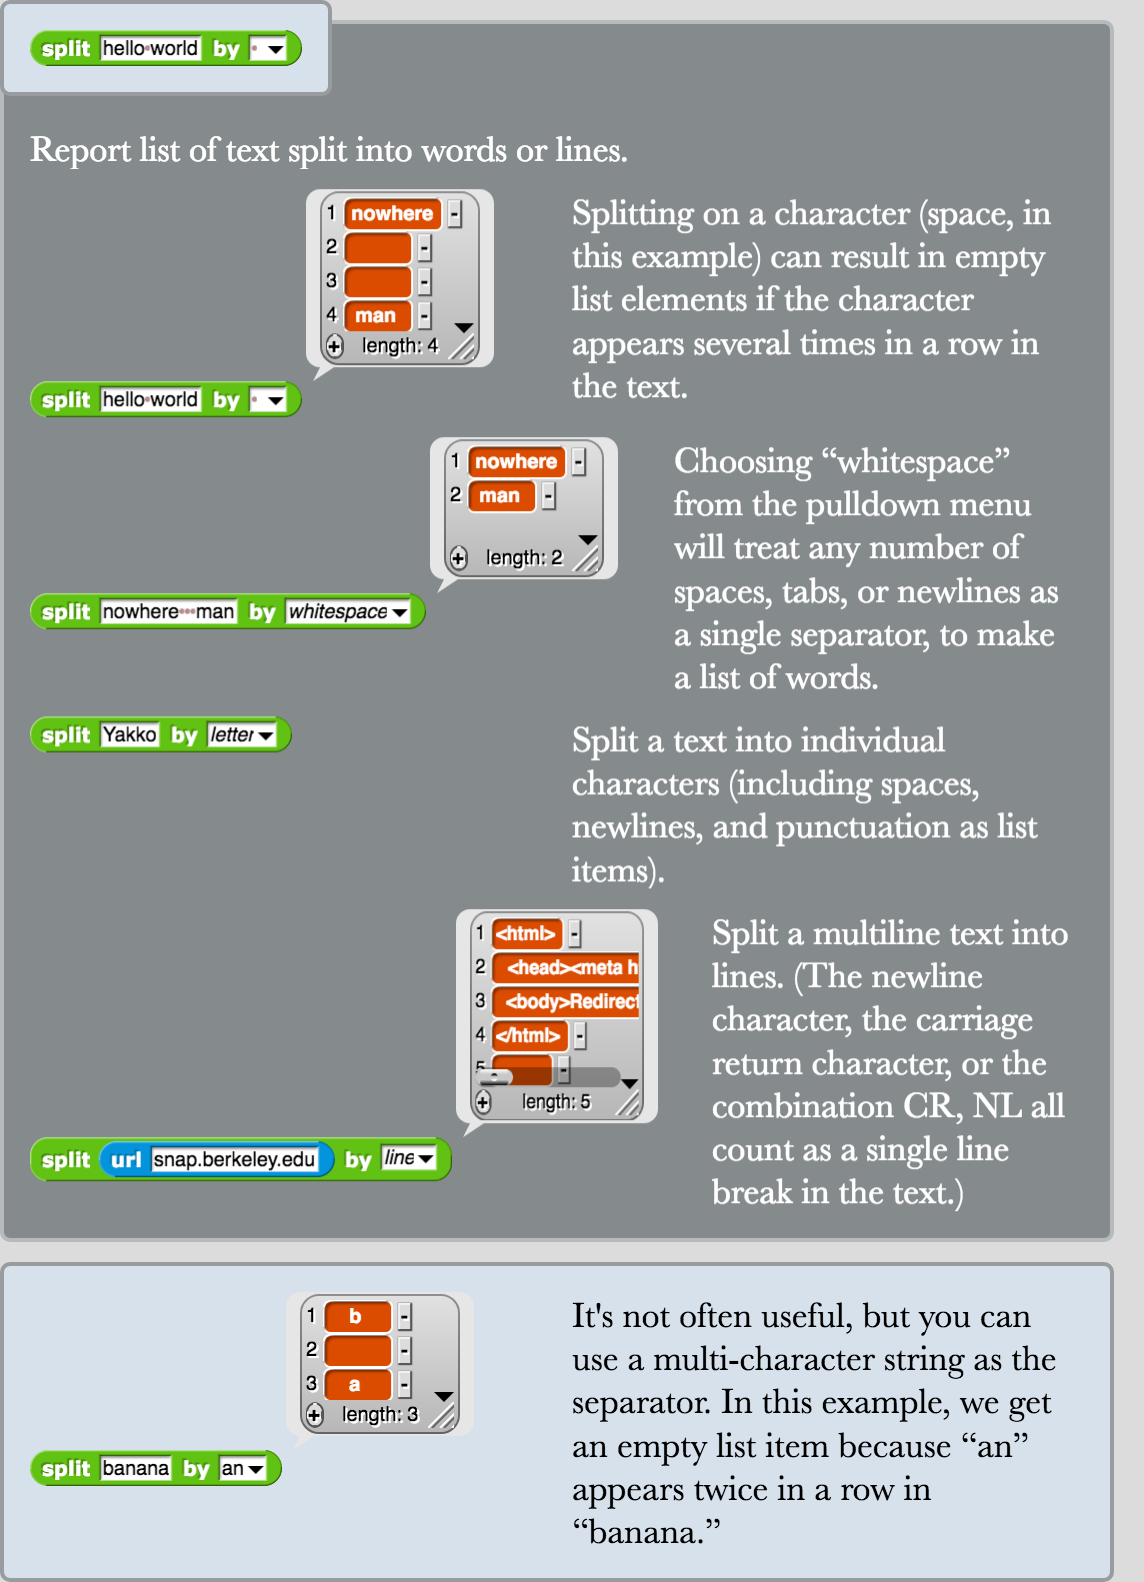 split hello world by
Report list of text split into words or lines.
1 nowhere -
2 -
3 -
4 man -
+ length: 4
split hello world by
Splitting on a character (space, in
this example) can result in empty
list elements if the character
appears several times in a row in
the text.
1 nowhere -
2 man -
+ length: 2
split nowhere man by whitespace
Choosing “whitespace”
from the pulldown menu
will treat any number of
spaces, tabs, or newlines as
a single separator, to make
a list of words.
split Yakko by letter
Split a text into individual
characters (including spaces,
newlines, and punctuation as list
items).
1 <html> -
2 <head><meta h
3 <body>Redirect
4 </html> -
5 -
+ length: 5
split url snap.berkeley.edu by line
Split a multiline text into
lines. (The newline
character, the carriage
return character, or the
combination CR, NL all
count as a single line
break in the text.)
1 b -
2 -
3 a -
+ length: 3
split banana by an
It's not often useful, but you can
use a multi-character string as the
separator. In this example, we get
an empty list item because “an”
appears twice in a row in
“banana.”